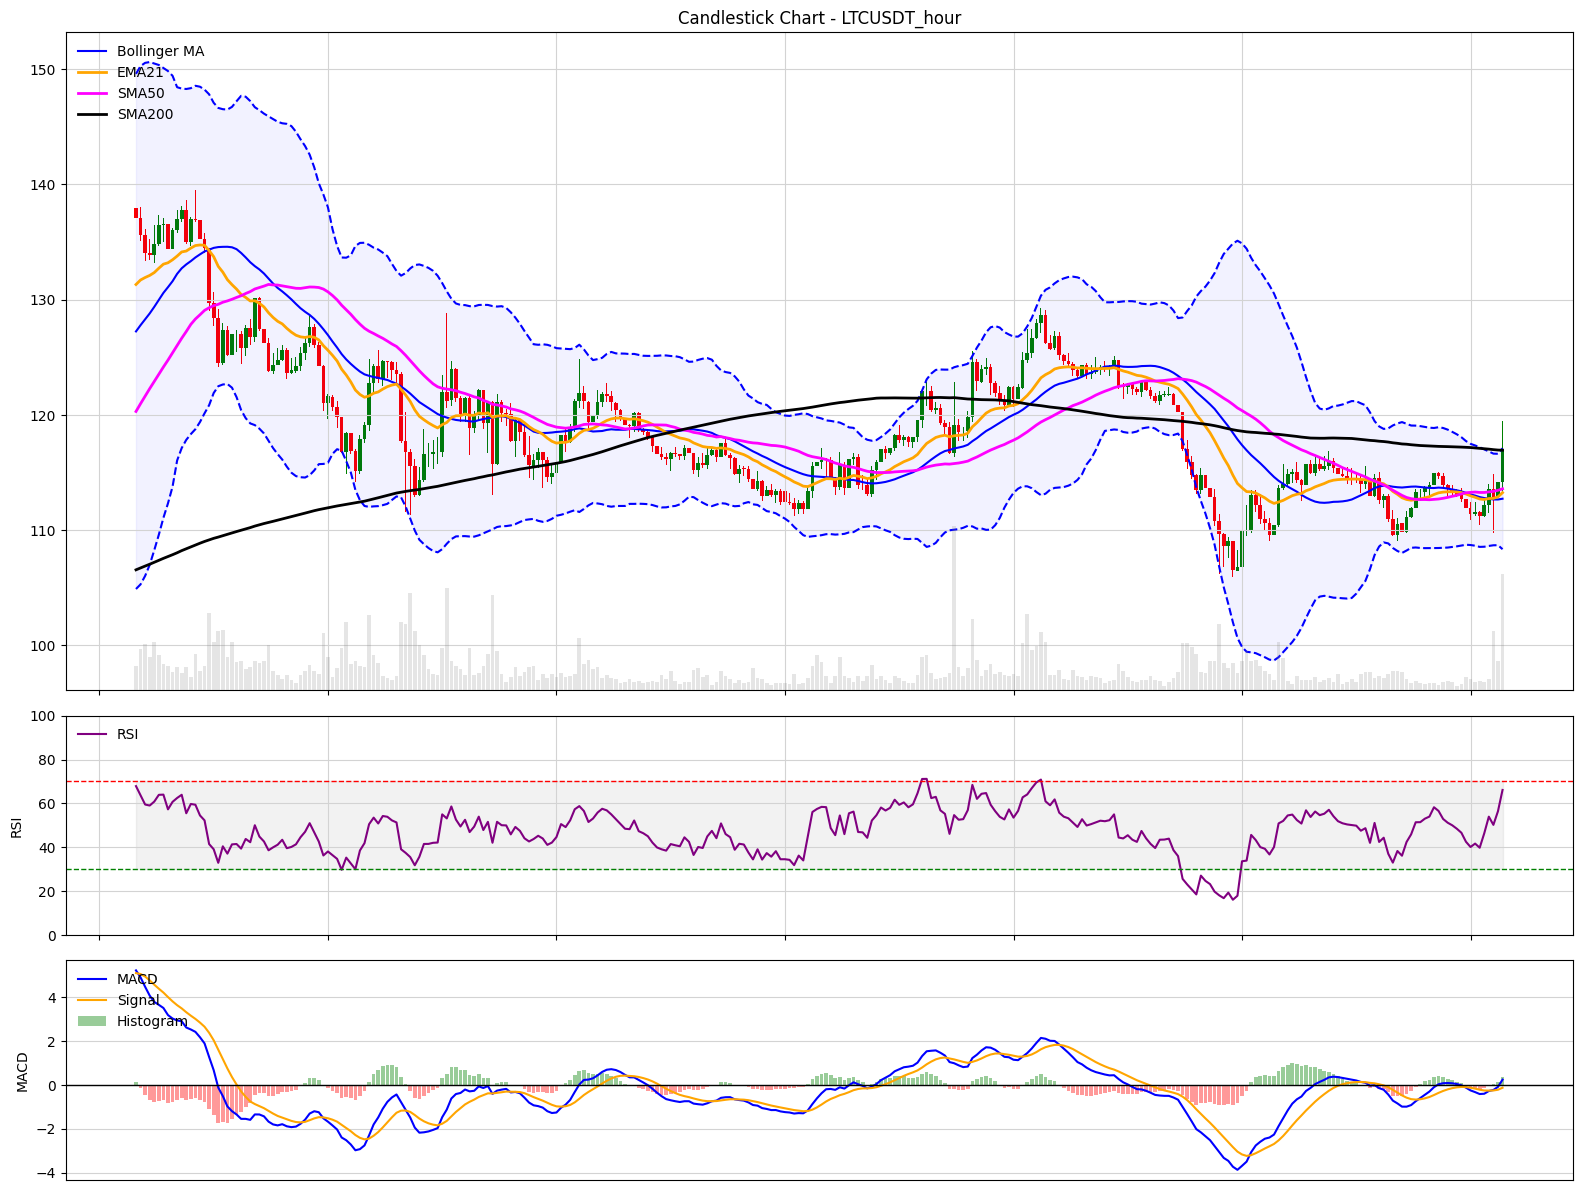 Candlestick Chart - LTCUSDT_hour
Bollinger MA
EMA21
SMA50
SMA200
150
140
130
120
110
100
RSI
100
80
60
40
20
0
RSI
MACD
Signal
Histogram
4
2
0
−2
−4
MACD